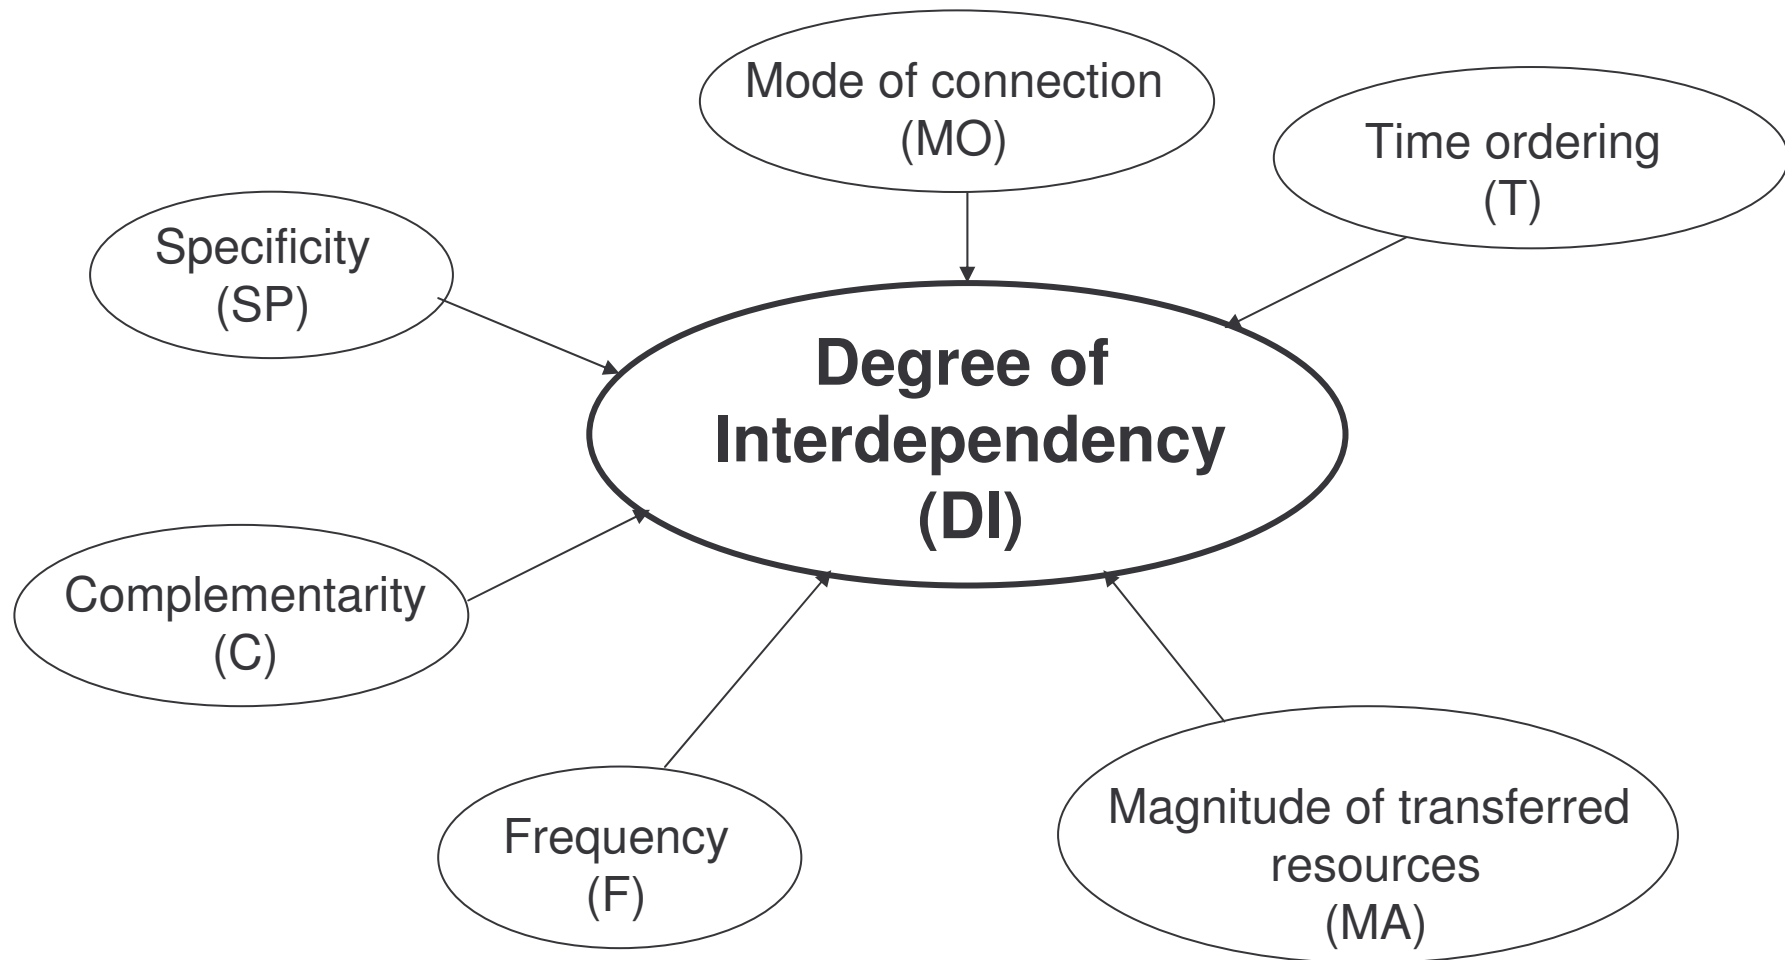 Mode of connection
(MO)
Time ordering
(T)
Specificity
(SP)
Degree of
Interdependency
(DI)
Complementarity
(C)
Frequency
(F)
Magnitude of transferred
resources
(MA)